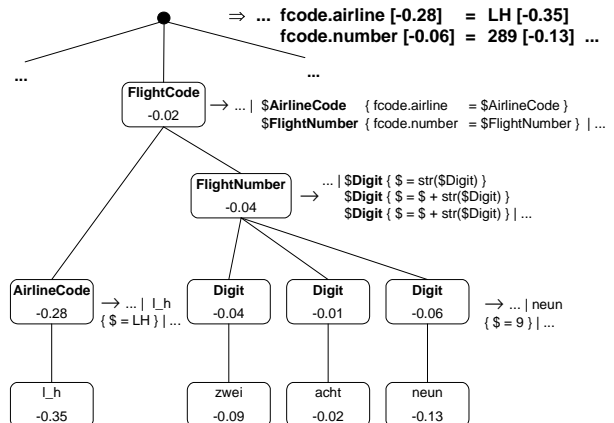 ⇒ ... fcode.airline [-0.28] = LH [-0.35]
fcode.number [-0.06] = 289 [-0.13] ...
... ...
FlightCode
-0.02
→ ... | $AirlineCode { fcode.airline = $AirlineCode }
$FlightNumber { fcode.number = $FlightNumber } | ...
FlightNumber
-0.04
→ ... | $Digit { $ = str($Digit) }
$Digit { $ = $ + str($Digit) }
$Digit { $ = $ + str($Digit) } | ...
AirlineCode
-0.28
→ ... | l_h
{ $ = LH } | ...
Digit
-0.04
Digit
-0.01
Digit
-0.06
→ ... | neun
{ $ = 9 } | ...
l_h
-0.35
zwei
-0.09
acht
-0.02
neun
-0.13